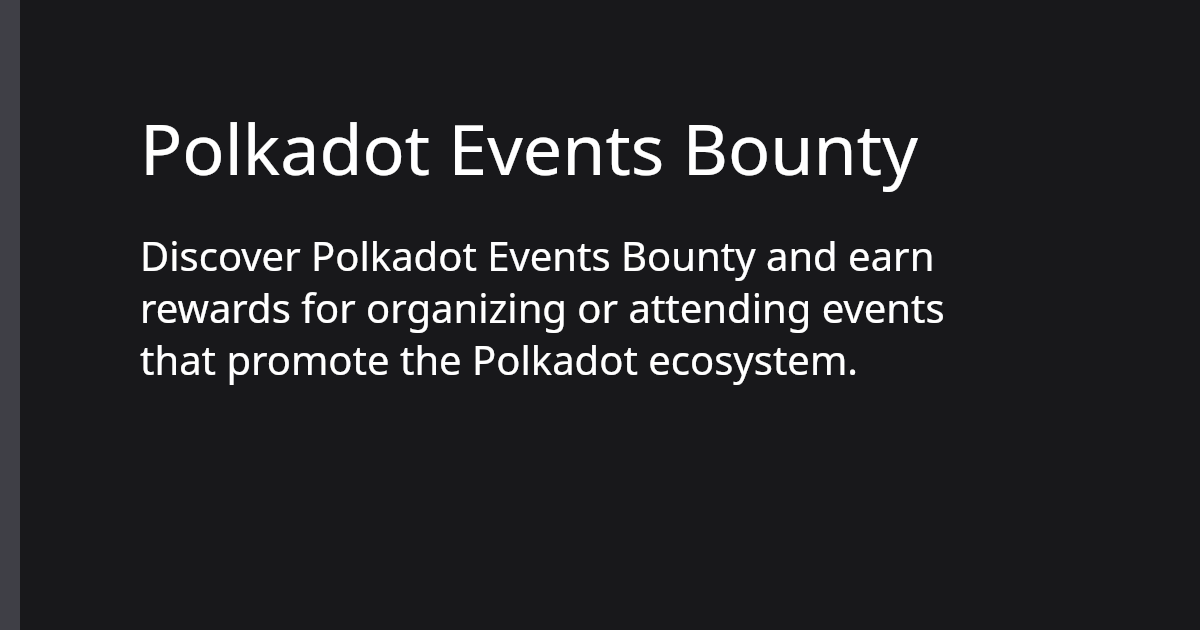 Polkadot Events Bounty
Discover Polkadot Events Bounty and earn
rewards for organizing or attending events
that promote the Polkadot ecosystem.